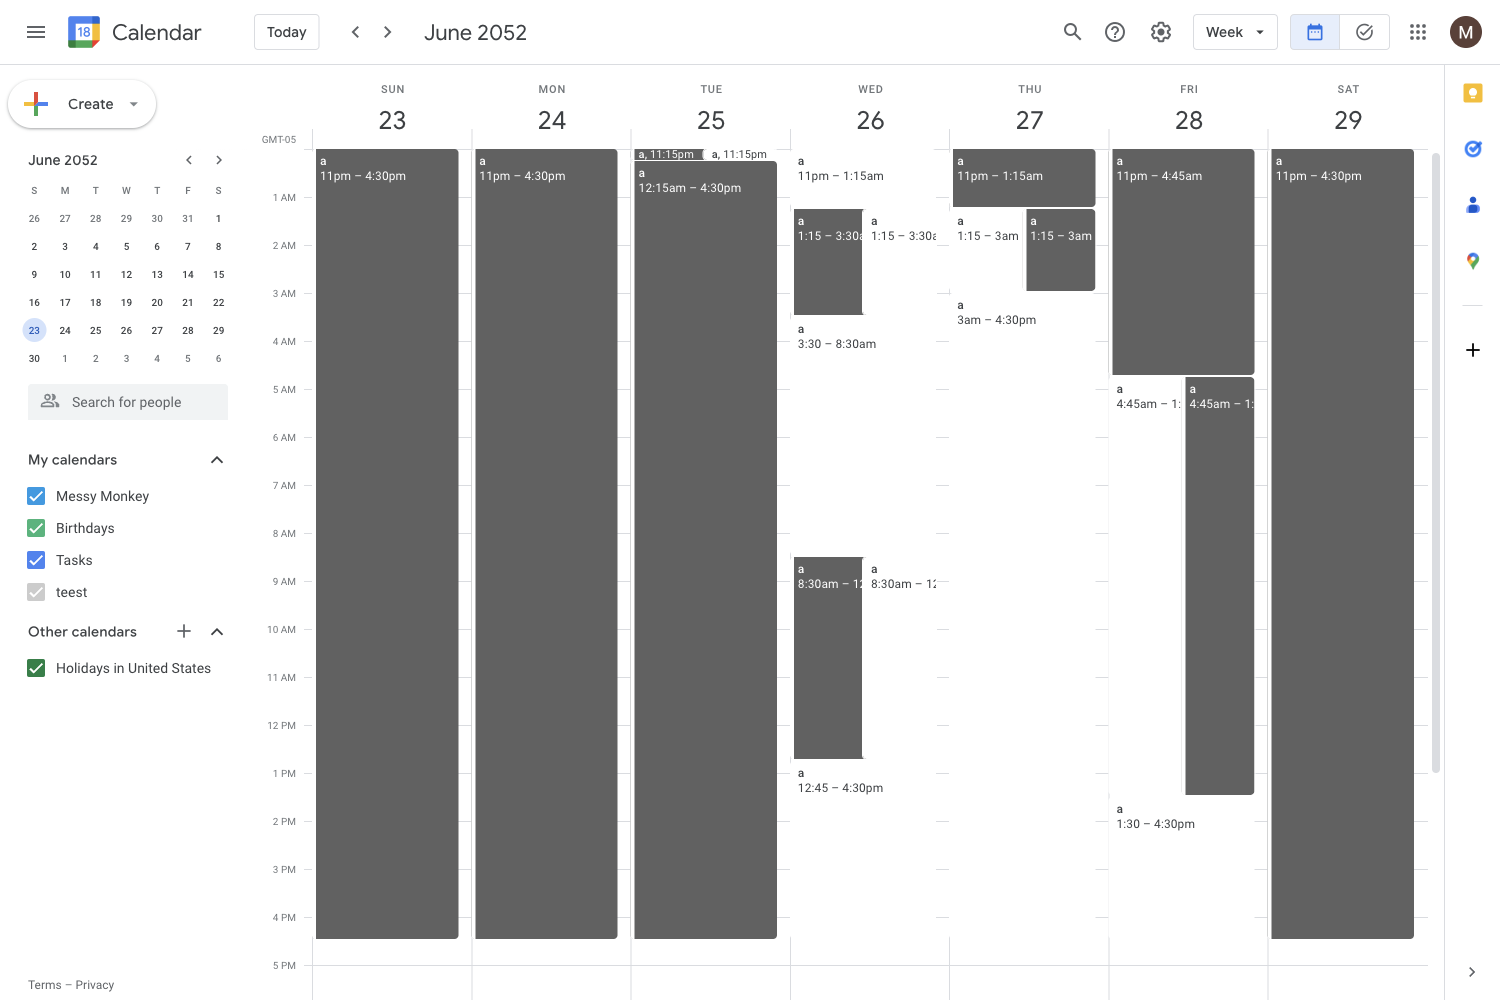 18 Calendar Today June 2052 Week M
Create
SUN MON TUE WED THU FRI SAT
23 24 25 26 27 28 29
GMT-05
June 2052
S M T W T F S
26 27 28 29 30 31 1
2 3 4 5 6 7 8
9 10 11 12 13 14 15
16 17 18 19 20 21 22
23 24 25 26 27 28 29
30 1 2 3 4 5 6
Search for people
My calendars
Messy Monkey
Birthdays
Tasks
teest
Other calendars
Holidays in United States
Terms – Privacy
1 AM
2 AM
3 AM
4 AM
5 AM
6 AM
7 AM
8 AM
9 AM
10 AM
11 AM
12 PM
1 PM
2 PM
3 PM
4 PM
5 PM
a
11pm – 4:30pm
a
11pm – 4:30pm
a, 11:15pm
a, 11:15pm
a
12:15am – 4:30pm
a
11pm – 1:15am
a
1:15 – 3:30a
a
1:15 – 3:30a
a
3:30 – 8:30am
a
8:30am – 12
a
8:30am – 12
a
12:45 – 4:30pm
a
11pm – 1:15am
a
1:15 – 3am
a
1:15 – 3am
a
3am – 4:30pm
a
11pm – 4:45am
a
4:45am – 1:
a
4:45am – 1:
a
1:30 – 4:30pm
a
11pm – 4:30pm